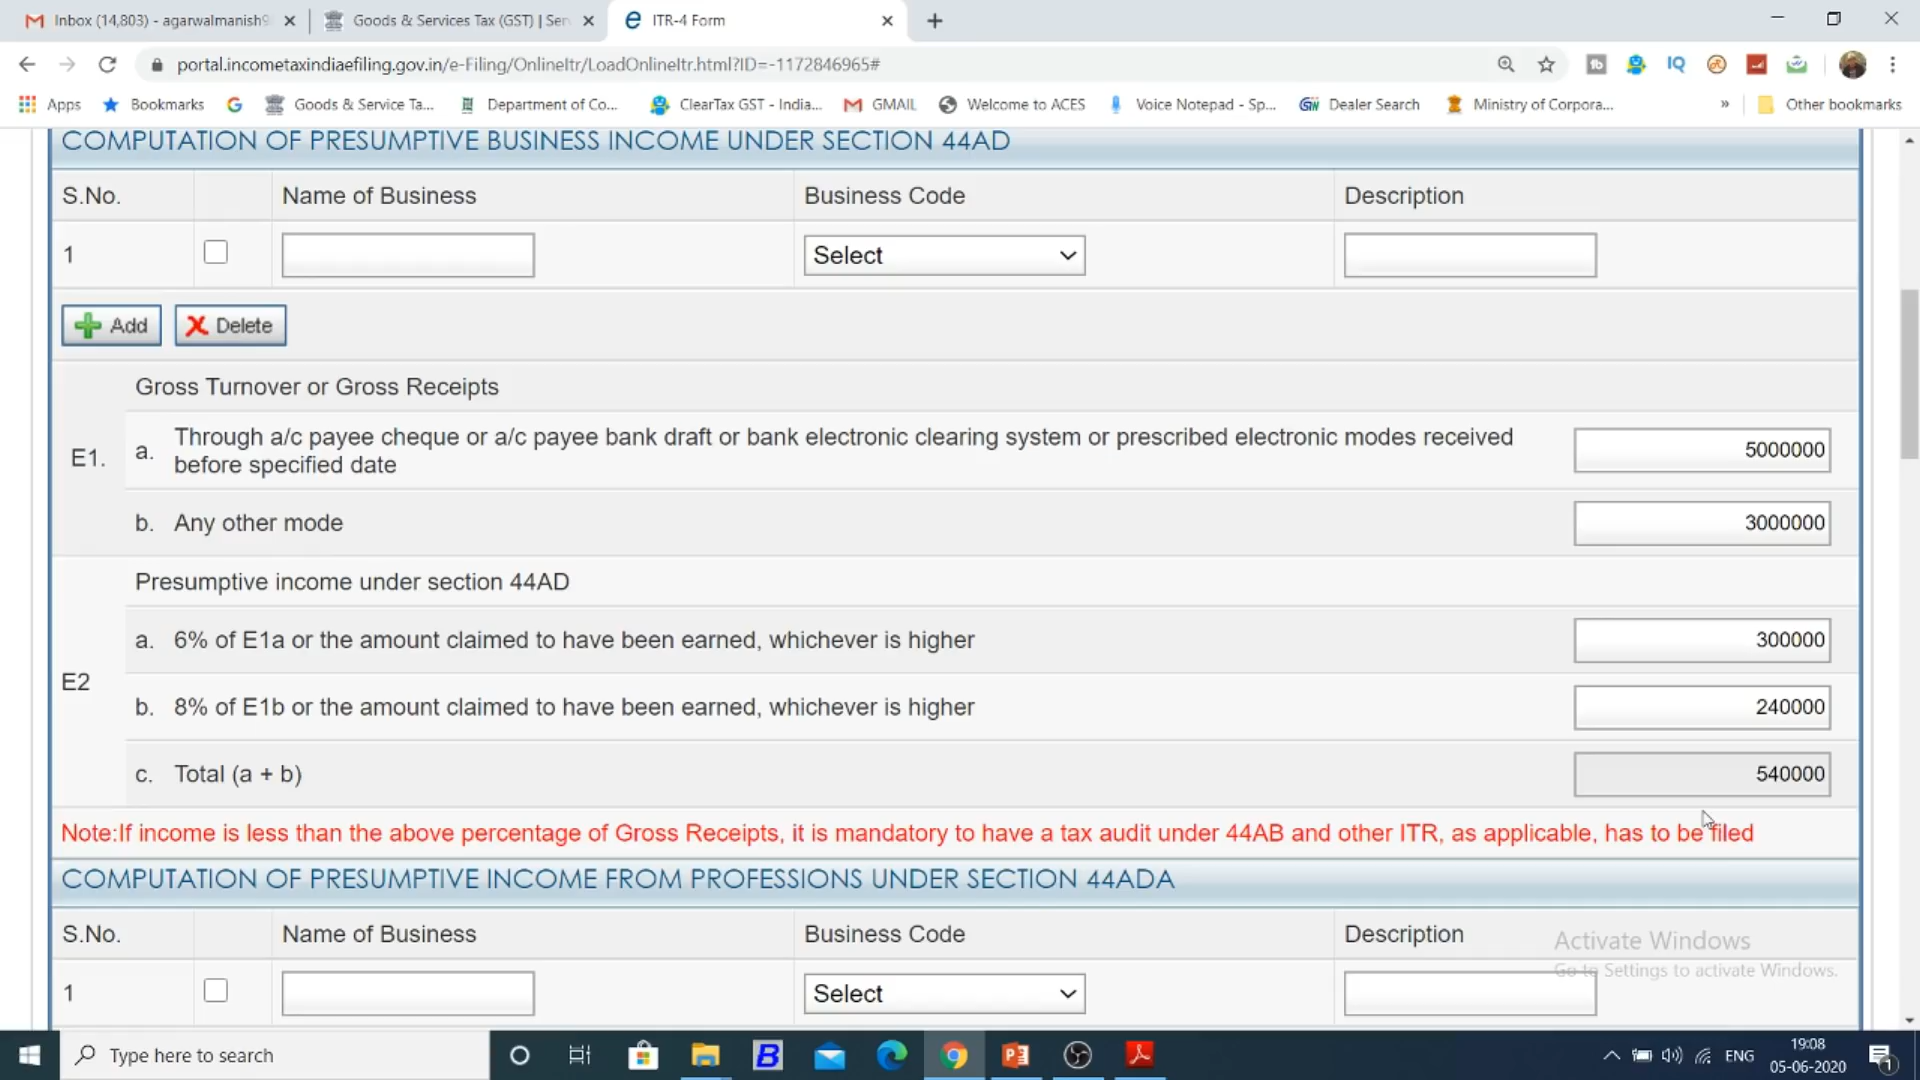 Inbox (14,803) - agarwalmanish9
Goods & Services Tax (GST) | Ser
ITR-4 Form
portal.incometaxindiaefiling.gov.in/e-Filing/OnlineItr/LoadOnlineItr.html?ID=-1172846965#
Apps Bookmarks Goods & Service Ta... Department of Co... ClearTax GST - India... GMAIL Welcome to ACES Voice Notepad - Sp... Dealer Search Ministry of Corpora... » Other bookmarks
COMPUTATION OF PRESUMPTIVE BUSINESS INCOME UNDER SECTION 44AD
S.No. Name of Business Business Code Description
1 Select
Add Delete
Gross Turnover or Gross Receipts
E1. a. Through a/c payee cheque or a/c payee bank draft or bank electronic clearing system or prescribed electronic modes received
before specified date
5000000
b. Any other mode 3000000
Presumptive income under section 44AD
a. 6% of E1a or the amount claimed to have been earned, whichever is higher 300000
E2
b. 8% of E1b or the amount claimed to have been earned, whichever is higher 240000
c. Total (a + b) 540000
Note:If income is less than the above percentage of Gross Receipts, it is mandatory to have a tax audit under 44AB and other ITR, as applicable, has to be filed
COMPUTATION OF PRESUMPTIVE INCOME FROM PROFESSIONS UNDER SECTION 44ADA
S.No. Name of Business Business Code Description
1 Select
Activate Windows
Go to Settings to activate Windows.
Type here to search
ENG
19:08
05-06-2020
1